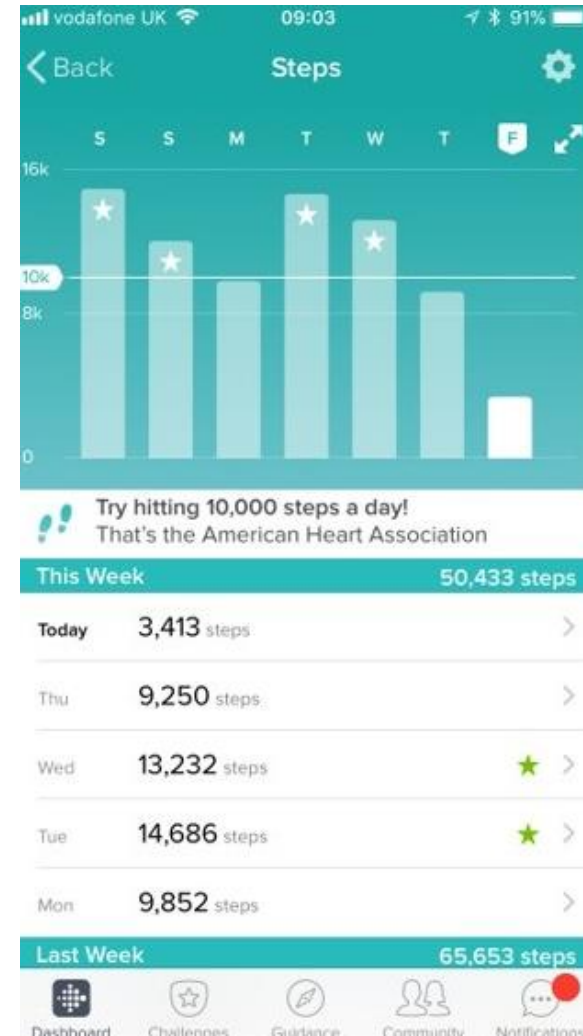 vodafone UK 09:03 91%
Back Steps
S S M T W T F
16k
10k
8k
0
Try hitting 10,000 steps a day!
That's the American Heart Association
This Week 50,433 steps
Today 3,413 steps
Thu 9,250 steps
Wed 13,232 steps
Tue 14,686 steps
Mon 9,852 steps
Last Week 65,653 steps
Dashboard Challenges Guidance Community Notifications